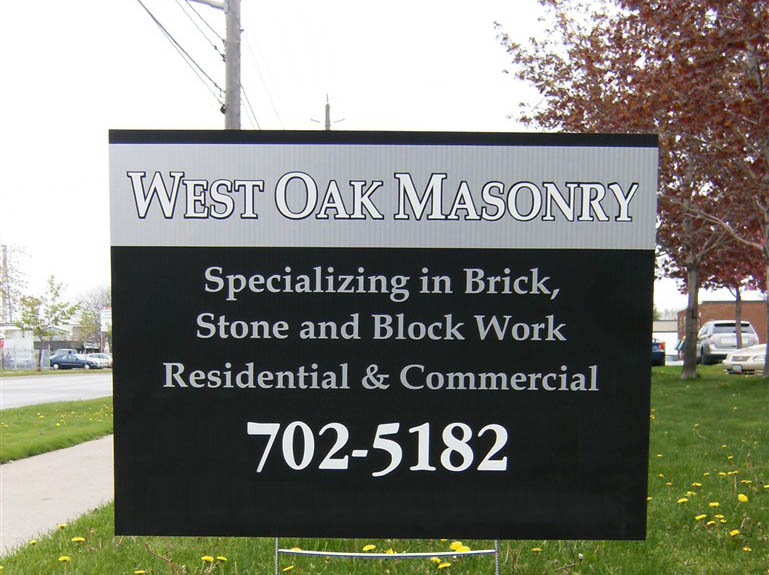 WEST OAK MASONRY
Specializing in Brick,
Stone and Block Work
Residential & Commercial
702-5182